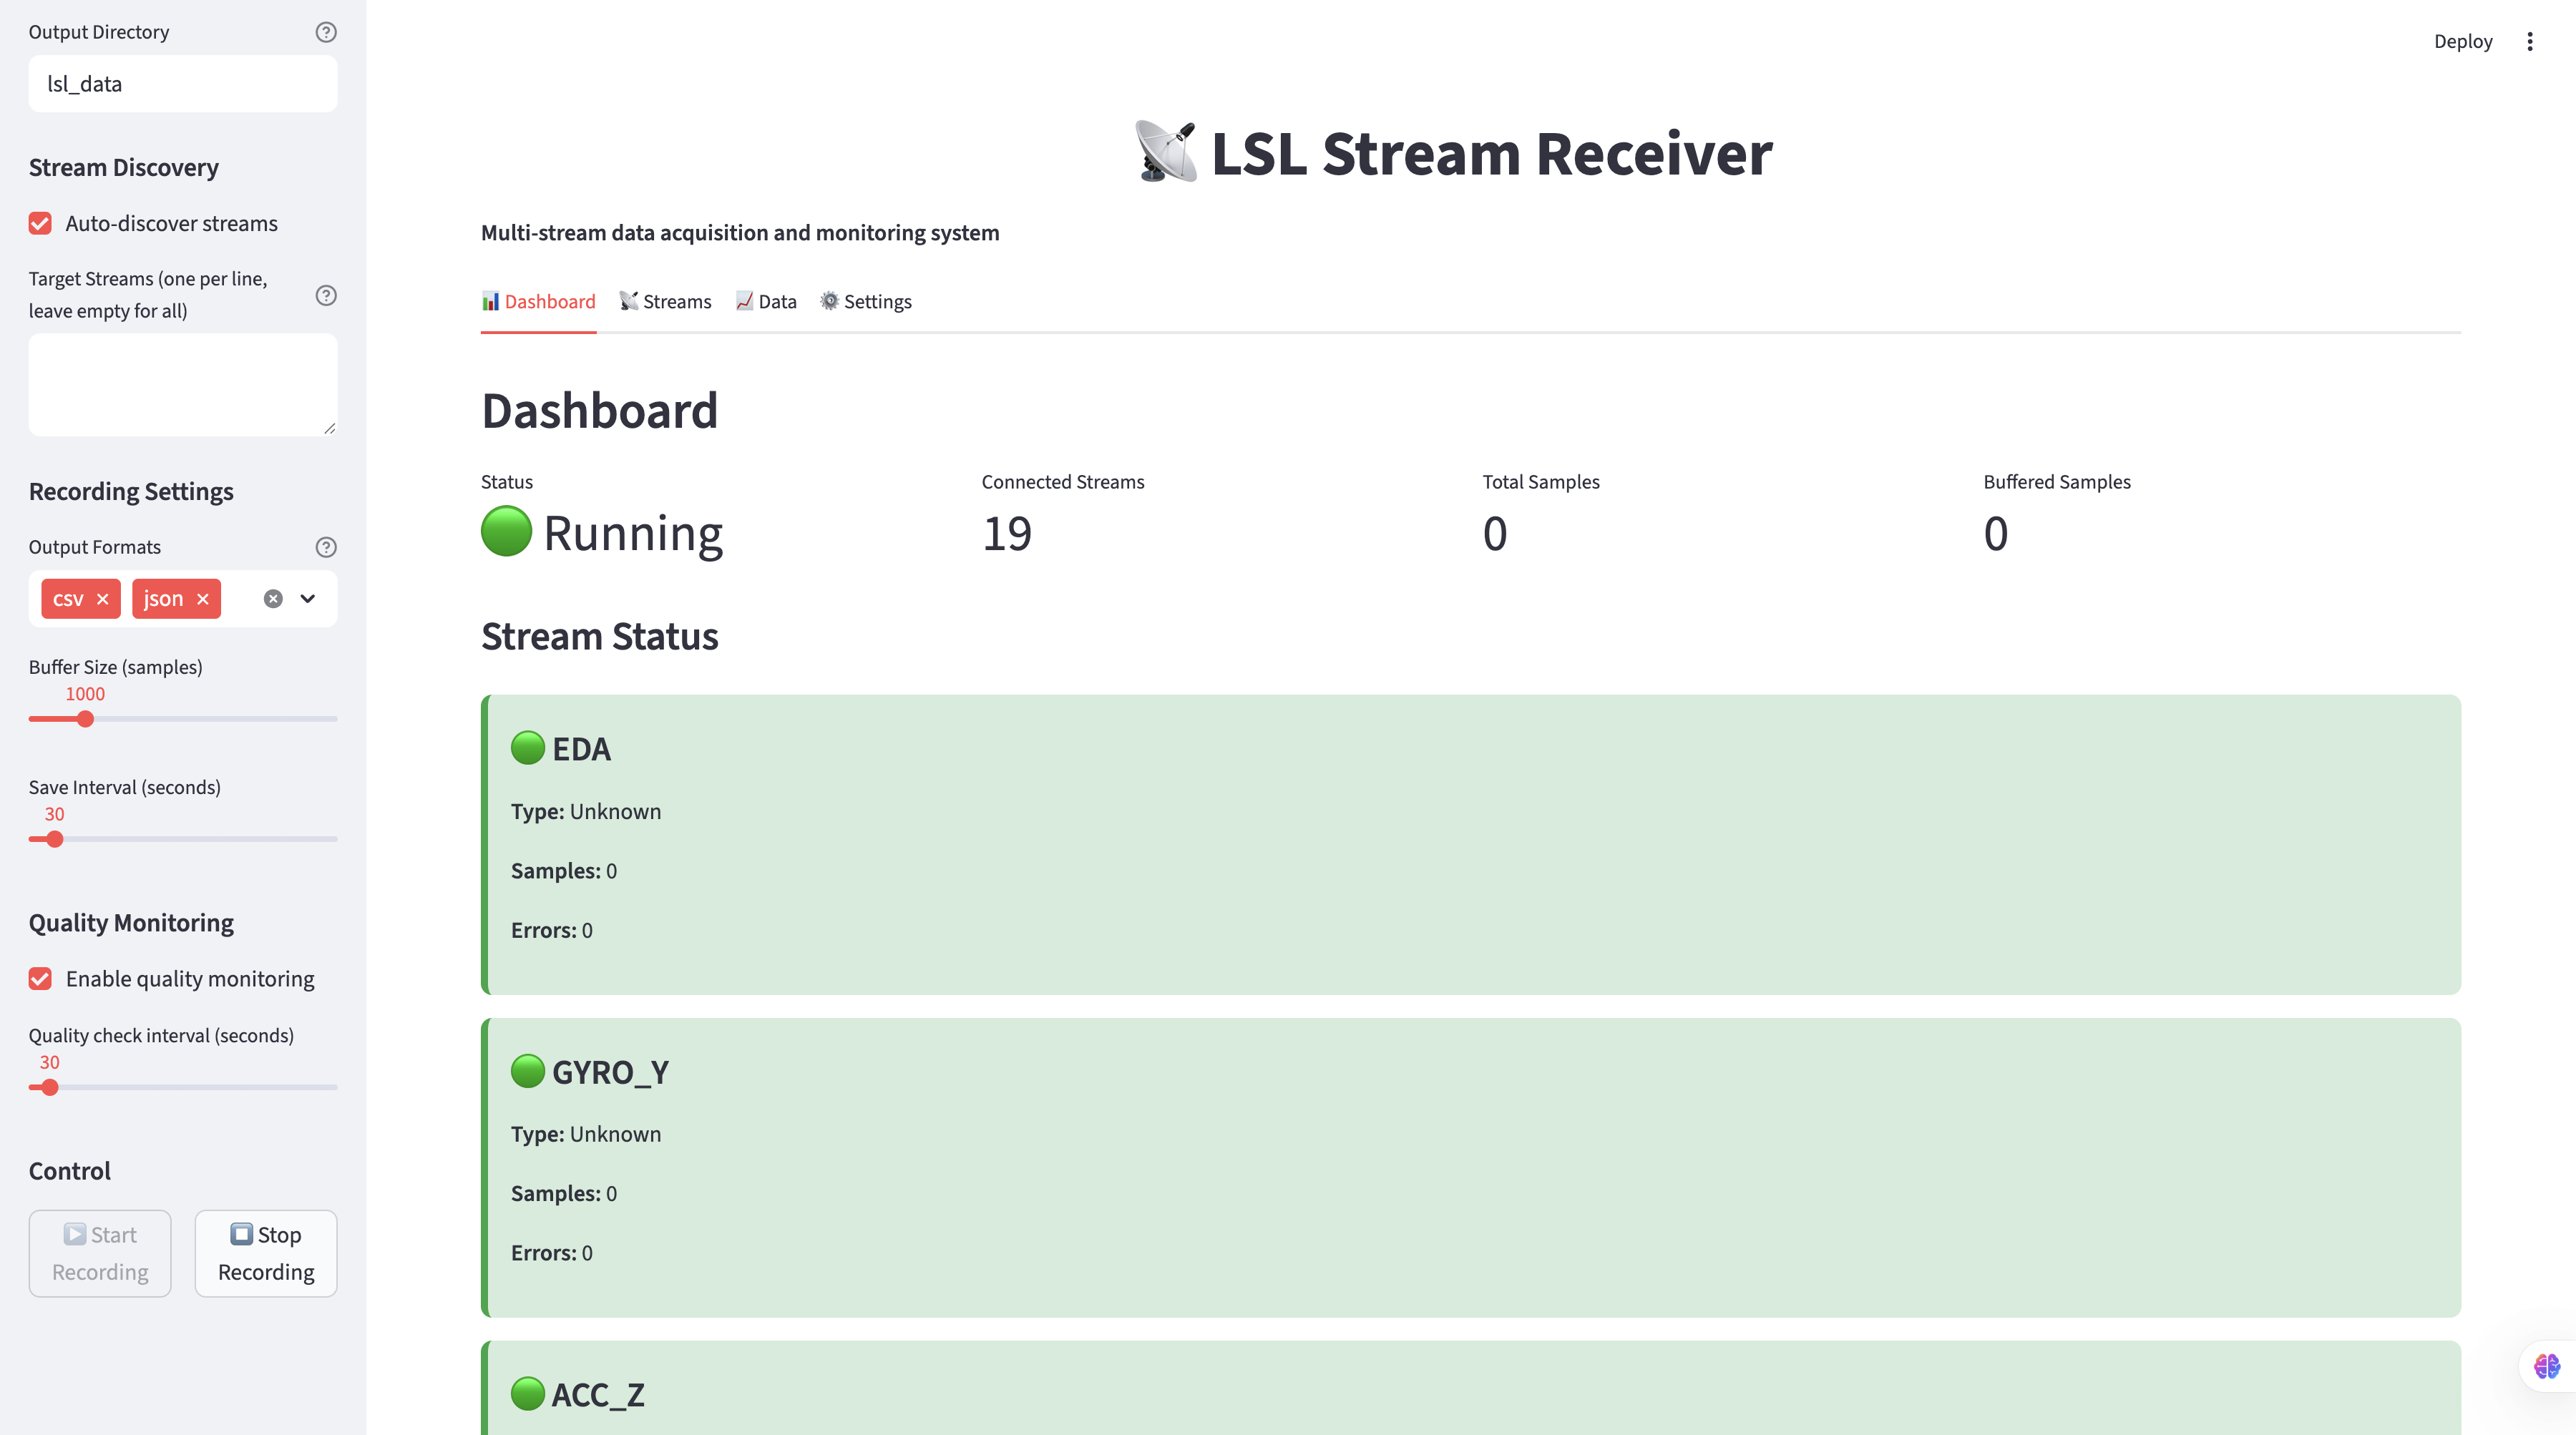 Output Directory
lsl_data
Stream Discovery
Auto-discover streams
Target Streams (one per line,
leave empty for all)
Recording Settings
Output Formats
csv
json
Buffer Size (samples)
1000
Save Interval (seconds)
30
Quality Monitoring
Enable quality monitoring
Quality check interval (seconds)
30
Control
Start
Recording
Stop
Recording
Deploy
LSL Stream Receiver
Multi-stream data acquisition and monitoring system
Dashboard Streams Data Settings
Dashboard
Status
Running
Connected Streams
19
Total Samples
0
Buffered Samples
0
Stream Status
EDA
Type: Unknown
Samples: 0
Errors: 0
GYRO_Y
Type: Unknown
Samples: 0
Errors: 0
ACC_Z